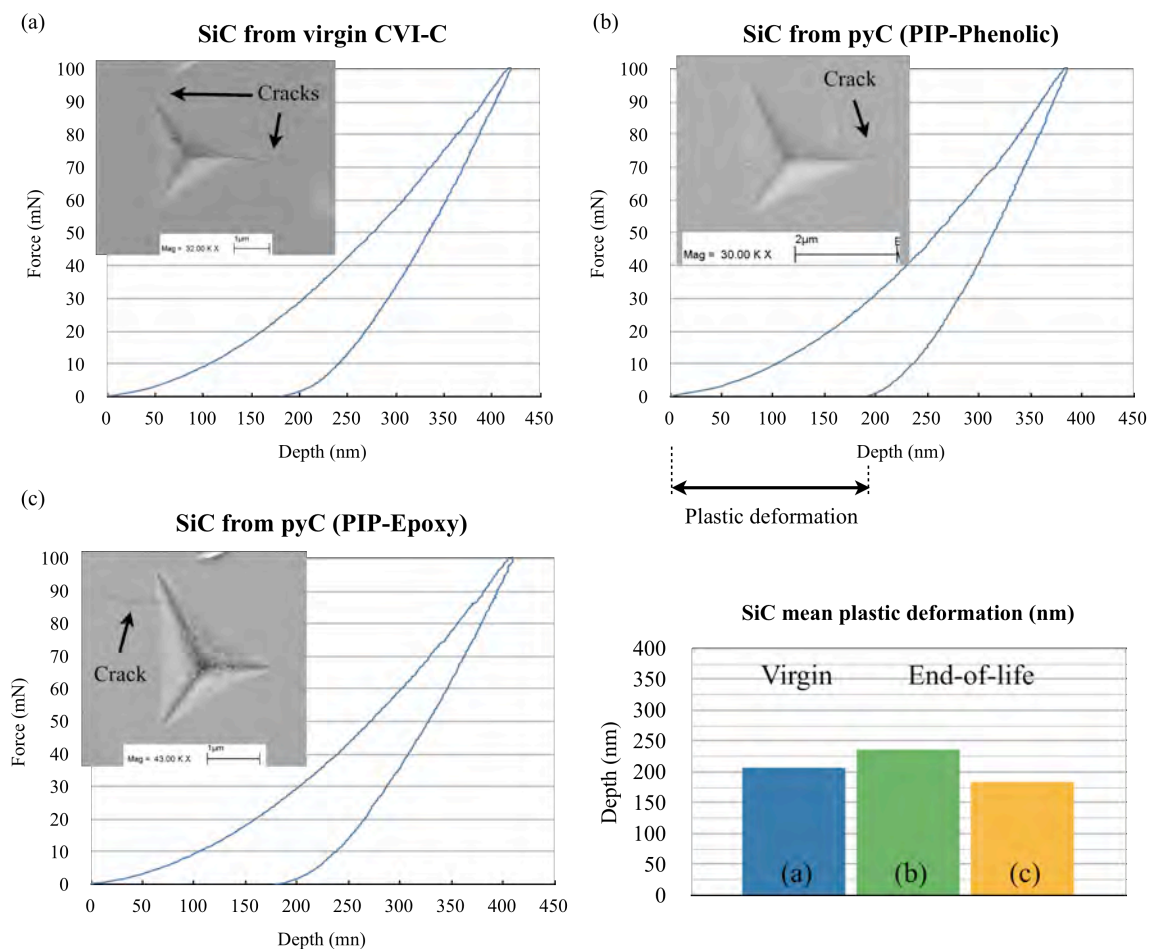 (a)
SiC from virgin CVI-C
100
90
80
70
60
50
40
30
20
10
0
Force (mN)
Cracks
1µm
Mag = 32.00 K X
0 50 100 150 200 250 300 350 400 450
Depth (nm)
(b)
SiC from pyC (PIP-Phenolic)
100
90
80
70
60
50
40
30
20
10
0
Force (mN)
Crack
2µm
E
Mag = 30.00 K X
0 50 100 150 200 250 300 350 400 450
Depth (nm)
Plastic deformation
(c)
SiC from pyC (PIP-Epoxy)
100
90
80
70
60
50
40
30
20
10
0
Force (mN)
Crack
1µm
Mag = 43.00 K X
0 50 100 150 200 250 300 350 400 450
Depth (mn)
SiC mean plastic deformation (nm)
400
350
300
250
200
150
100
50
0
Depth (nm)
Virgin End-of-life
(a) (b) (c)